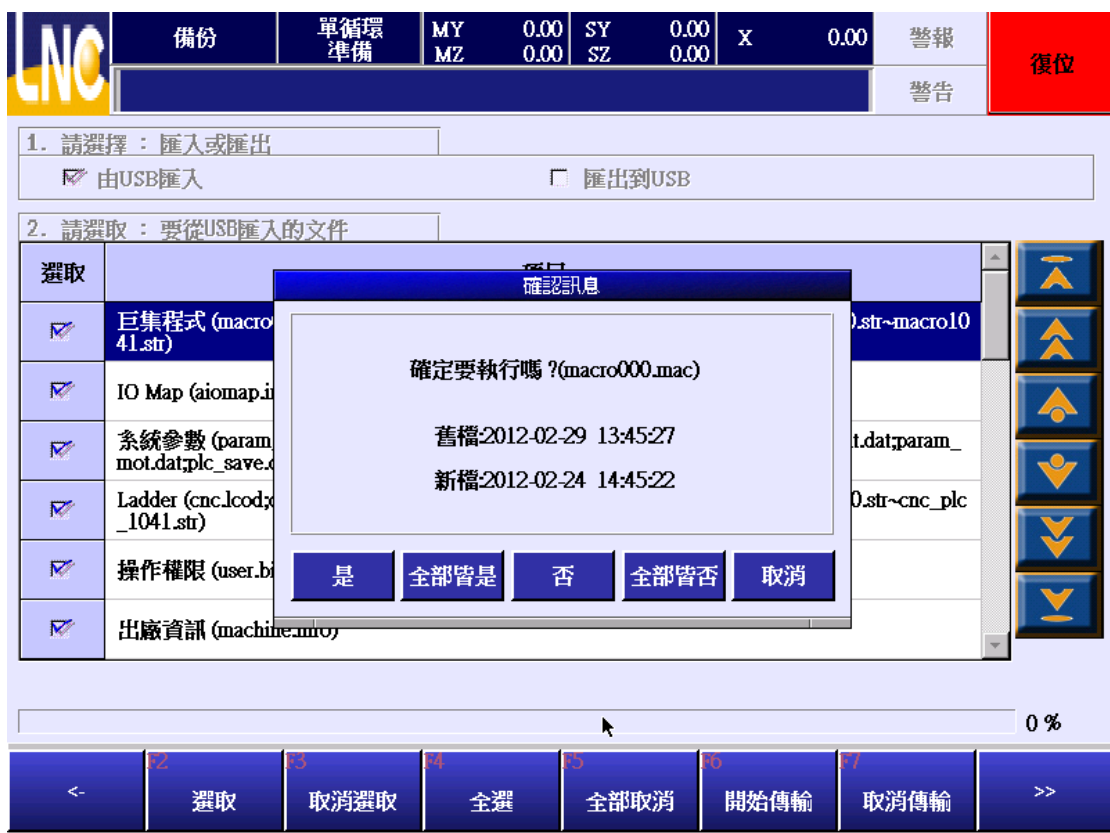 LNC
備份
單循環
準備
MY 0.00 SY 0.00 X 0.00
MZ 0.00 SZ 0.00
警報
警告
復位
1. 請選擇 : 匯入或匯出
由USB匯入
匯出到USB
2. 請選取 : 要從USB匯入的文件
選取
項目
巨集程式 (macro
).str~macro10
41.str)
IO Map (aiomap.i
系統參數 (param_
t.dat;param_
mot.dat;plc_save.
Ladder (cnc.lcod;
0.str~cnc_plc
_1041.str)
操作權限 (user.bi
出廠資訊 (machine.info)
確認訊息
確定要執行嗎 ?(macro000.mac)
舊檔:2012-02-29 13:45:27
新檔:2012-02-24 14:45:22
是
全部皆是
否
全部皆否
取消
0 %
<-
F2
選取
F3
取消選取
F4
全選
F5
全部取消
F6
開始傳輸
F7
取消傳輸
>>